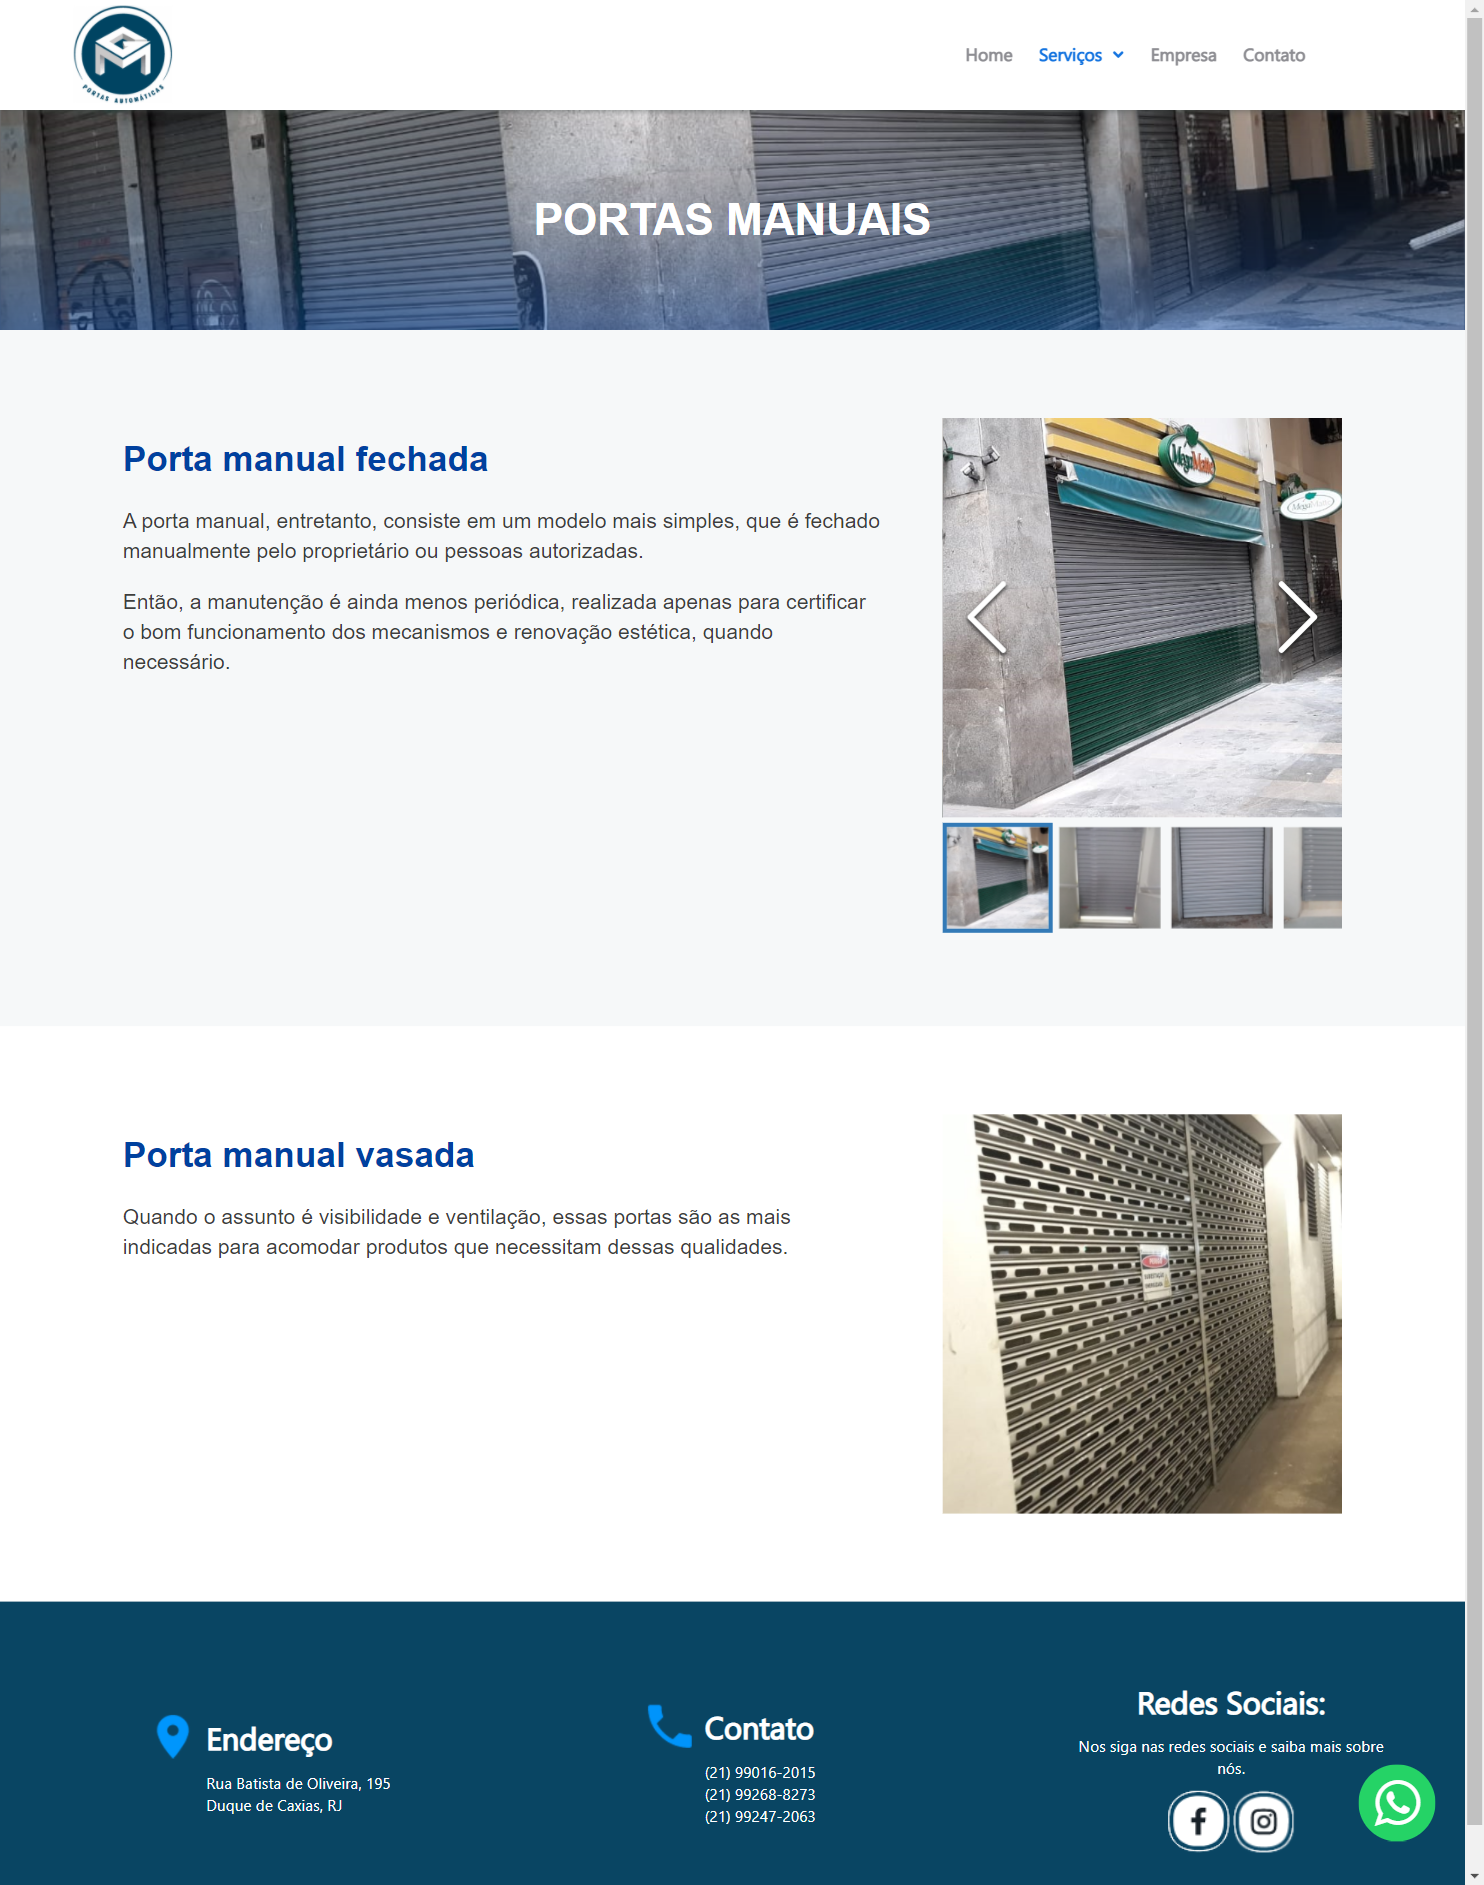 GM
PORTAS AUTOMÁTICAS
Home Serviços Empresa Contato
PORTAS MANUAIS
Porta manual fechada
A porta manual, entretanto, consiste em um modelo mais simples, que é fechado
manualmente pelo proprietário ou pessoas autorizadas.
Então, a manutenção é ainda menos periódica, realizada apenas para certificar
o bom funcionamento dos mecanismos e renovação estética, quando
necessário.
MegaMatte
MegaMatte
Porta manual vasada
Quando o assunto é visibilidade e ventilação, essas portas são as mais
indicadas para acomodar produtos que necessitam dessas qualidades.
Endereço
Rua Batista de Oliveira, 195
Duque de Caxias, RJ
Contato
(21) 99016-2015
(21) 99268-8273
(21) 99247-2063
Redes Sociais:
Nos siga nas redes sociais e saiba mais sobre
nós.